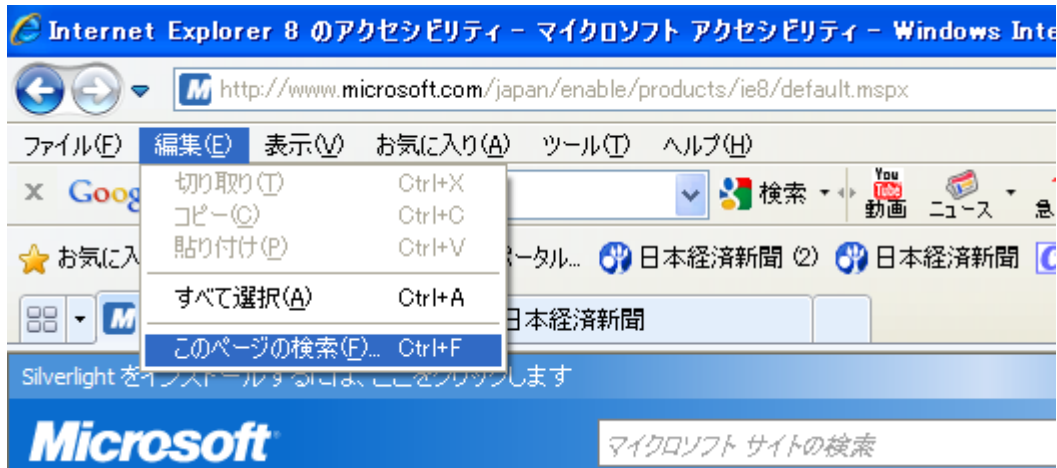 Internet Explorer 8 のアクセシビリティ - マイクロソフト アクセシビリティ - Windows Inte
http://www.microsoft.com/japan/enable/products/ie8/default.mspx
ファイル(F) 編集(E) 表示(V) お気に入り(A) ツール(T) ヘルプ(H)
切り取り(T) Ctrl+X
コピー(C) Ctrl+C
貼り付け(P) Ctrl+V
すべて選択(A) Ctrl+A
このページの検索(F)... Ctrl+F
x Goog 検索 You Tube 動画 ニュース 急
お気に入 ータル... 日本経済新聞 (2) 日本経済新聞
日本経済新聞
Silverlight をインストールするには、ここをクリックします
Microsoft マイクロソフト サイトの検索